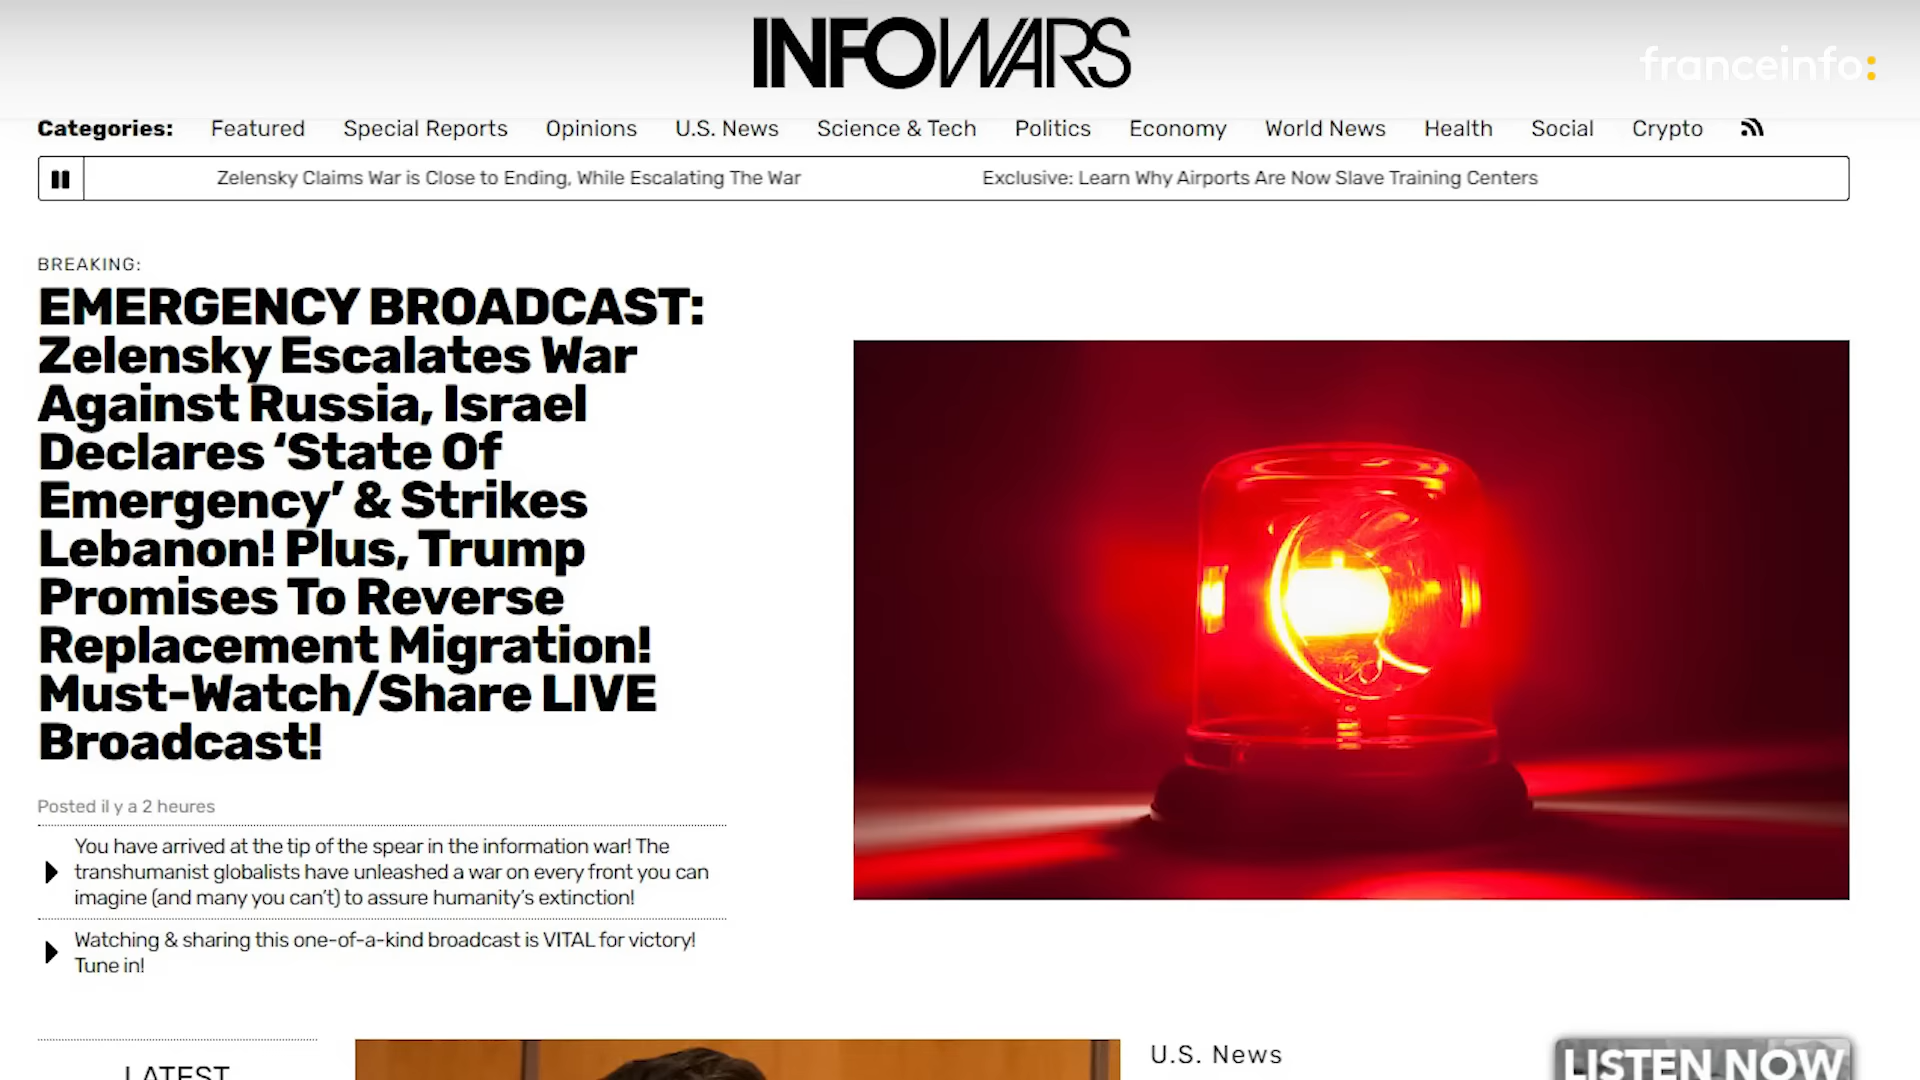 INFOWARS
franceinfo:
Categories: Featured Special Reports Opinions U.S. News Science & Tech Politics Economy World News Health Social Crypto
Zelensky Claims War is Close to Ending, While Escalating The War Exclusive: Learn Why Airports Are Now Slave Training Centers
BREAKING:
EMERGENCY BROADCAST:
Zelensky Escalates War
Against Russia, Israel
Declares ‘State Of
Emergency’ & Strikes
Lebanon! Plus, Trump
Promises To Reverse
Replacement Migration!
Must-Watch/Share LIVE
Broadcast!
Posted il y a 2 heures
You have arrived at the tip of the spear in the information war! The
transhumanist globalists have unleashed a war on every front you can
imagine (and many you can’t) to assure humanity’s extinction!
Watching & sharing this one-of-a-kind broadcast is VITAL for victory!
Tune in!
LATEST
U.S. News
LISTEN NOW